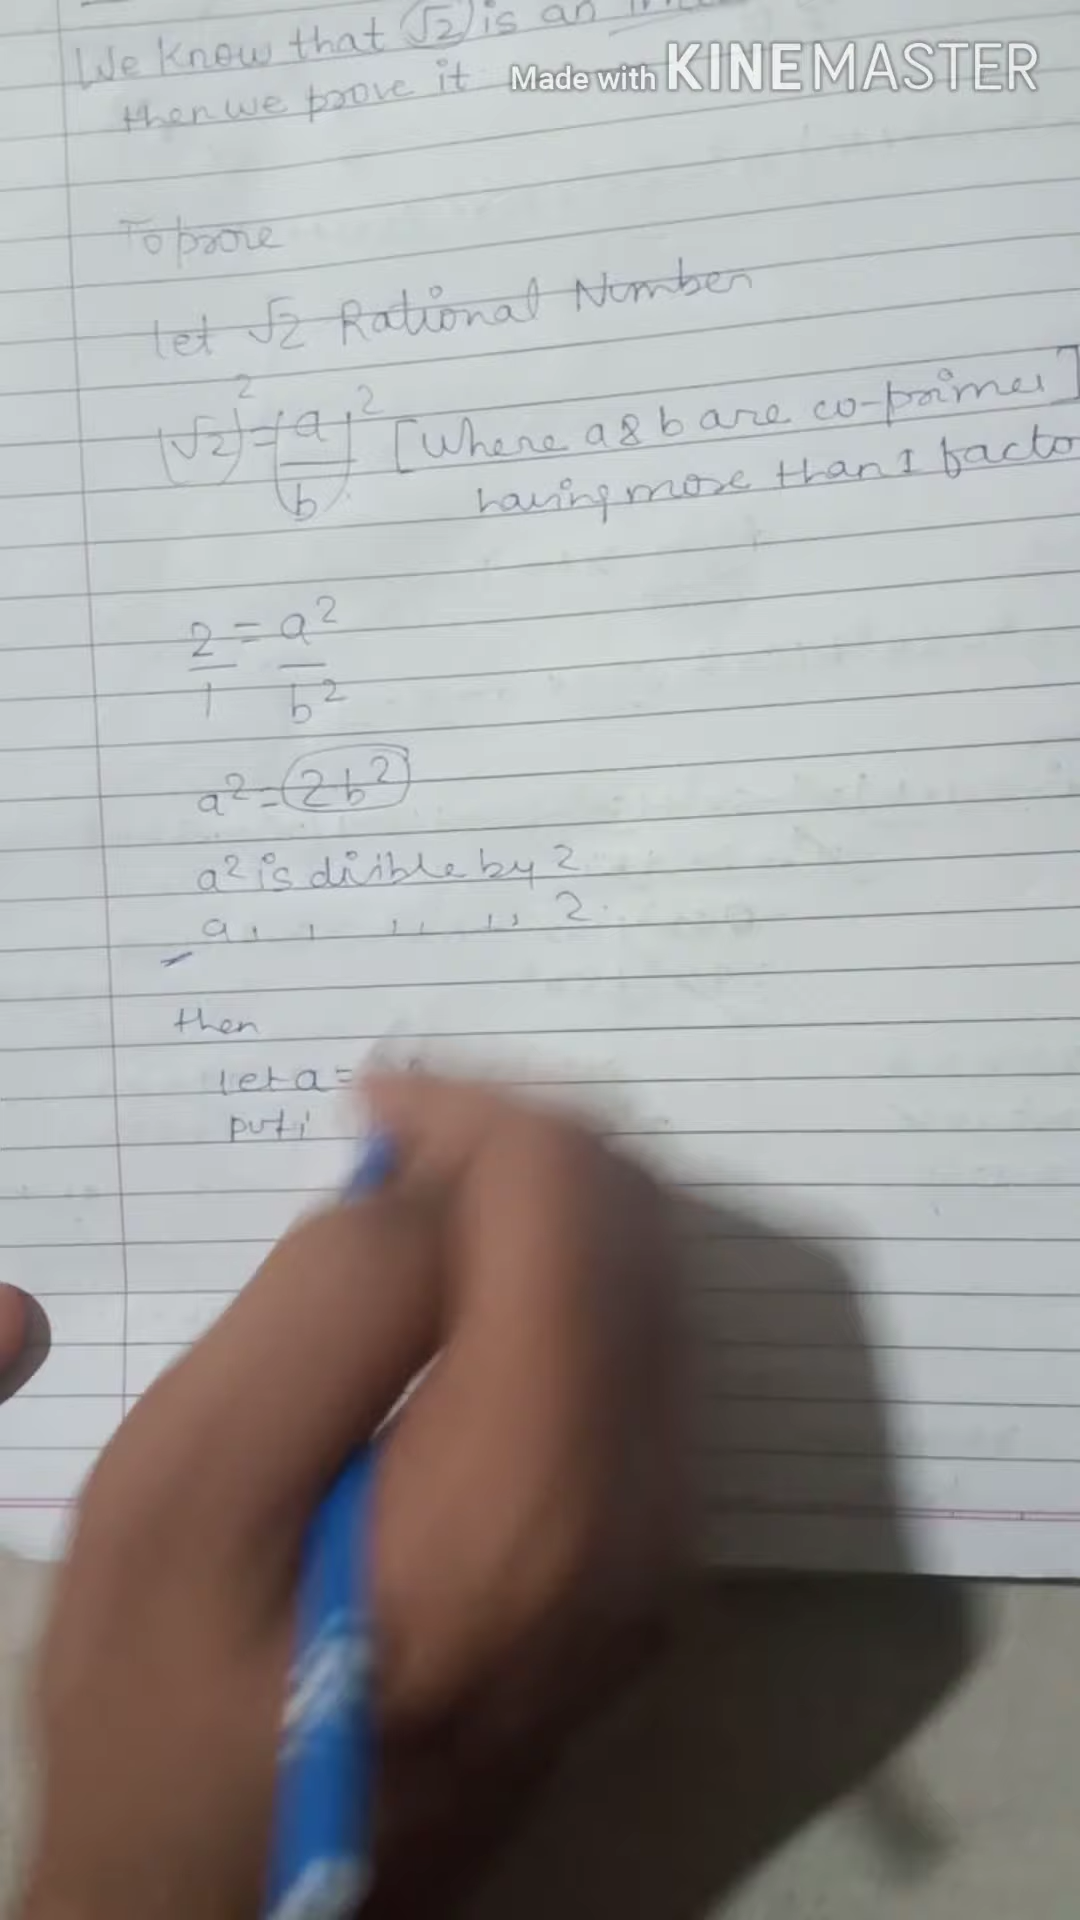 We know that (√2) is an
then we prove it
Made with KINEMASTER
To prove
let √2 Rational Number
(√2)² = (a/b)² [Where a & b are co-primes]
having more than 1 facto
2/1 = a²/b²
a² = 2b²
a² is disible by 2
a , , ,, ,, 2.
then
let a =
put i